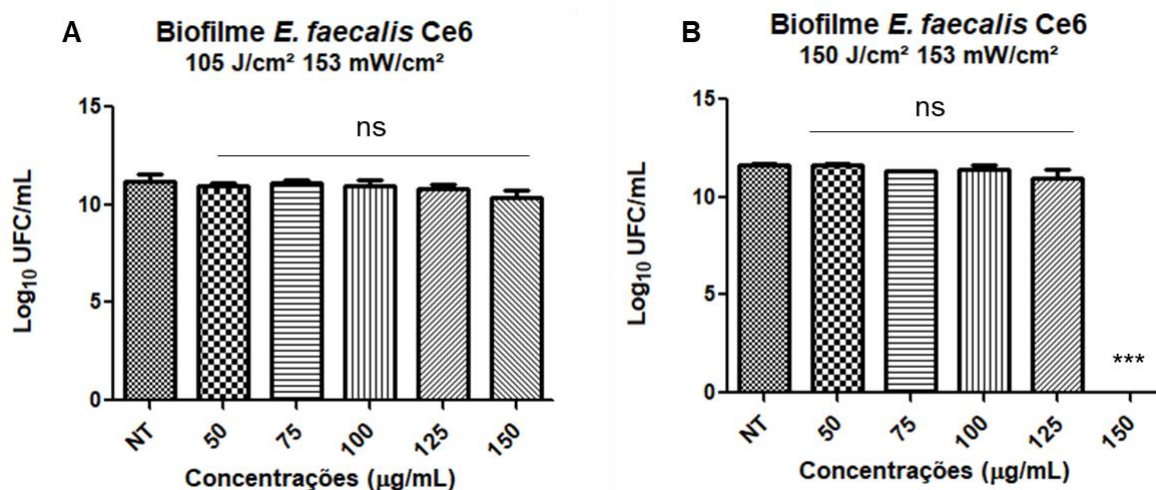 A
Biofilme E. faecalis Ce6
105 J/cm² 153 mW/cm²
ns
15
10
5
0
Log₁₀ UFC/mL
NT
50
75
100
125
150
Concentrações (µg/mL)
B
Biofilme E. faecalis Ce6
150 J/cm² 153 mW/cm²
ns
15
10
5
0
Log₁₀ UFC/mL
***
NT
50
75
100
125
150
Concentrações (µg/mL)